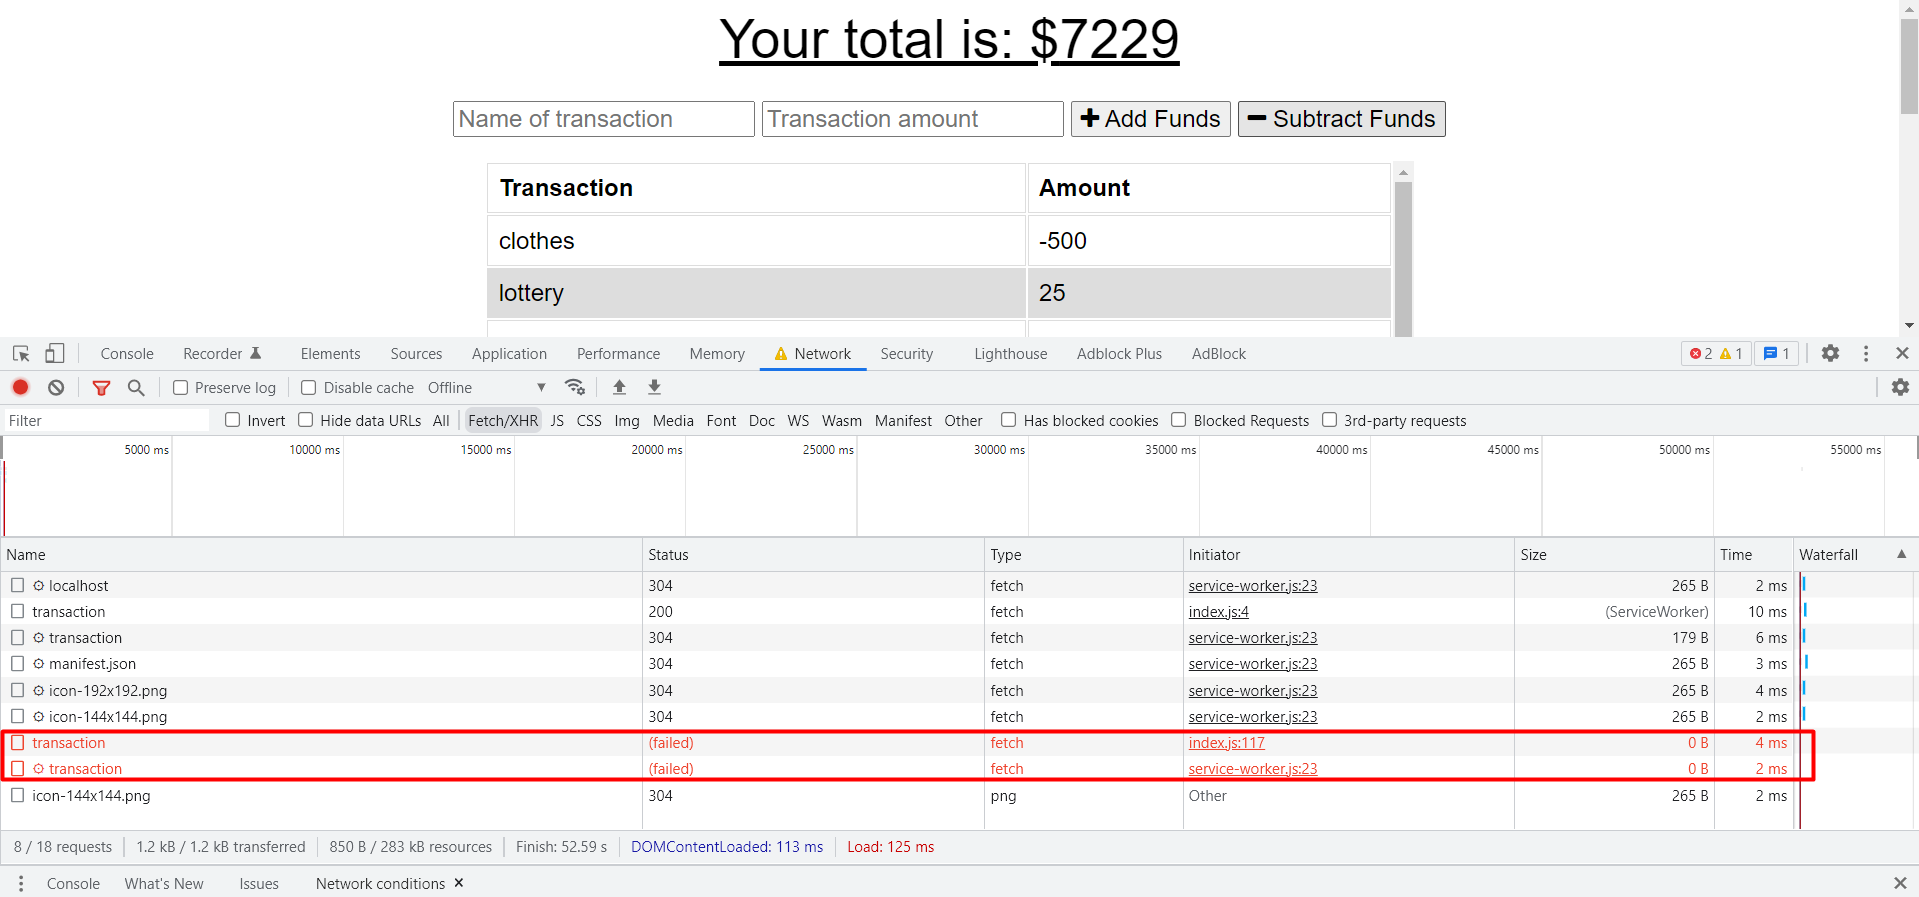 Your total is: $7229
Name of transaction Transaction amount Add Funds Subtract Funds
Transaction Amount
clothes -500
lottery 25
Console Recorder Elements Sources Application Performance Memory Network Security Lighthouse Adblock Plus AdBlock 2 1 1
Preserve log Disable cache Offline
Filter Invert Hide data URLs All Fetch/XHR JS CSS Img Media Font Doc WS Wasm Manifest Other Has blocked cookies Blocked Requests 3rd-party requests
5000 ms 10000 ms 15000 ms 20000 ms 25000 ms 30000 ms 35000 ms 40000 ms 45000 ms 50000 ms 55000 ms
Name Status Type Initiator Size Time Waterfall
localhost 304 fetch service-worker.js:23 265 B 2 ms
transaction 200 fetch index.js:4 (ServiceWorker) 10 ms
transaction 304 fetch service-worker.js:23 179 B 6 ms
manifest.json 304 fetch service-worker.js:23 265 B 3 ms
icon-192x192.png 304 fetch service-worker.js:23 265 B 4 ms
icon-144x144.png 304 fetch service-worker.js:23 265 B 2 ms
transaction (failed) fetch index.js:117 0 B 4 ms
transaction (failed) fetch service-worker.js:23 0 B 2 ms
icon-144x144.png 304 png Other 265 B 2 ms
8 / 18 requests 1.2 kB / 1.2 kB transferred 850 B / 283 kB resources Finish: 52.59 s DOMContentLoaded: 113 ms Load: 125 ms
Console What's New Issues Network conditions